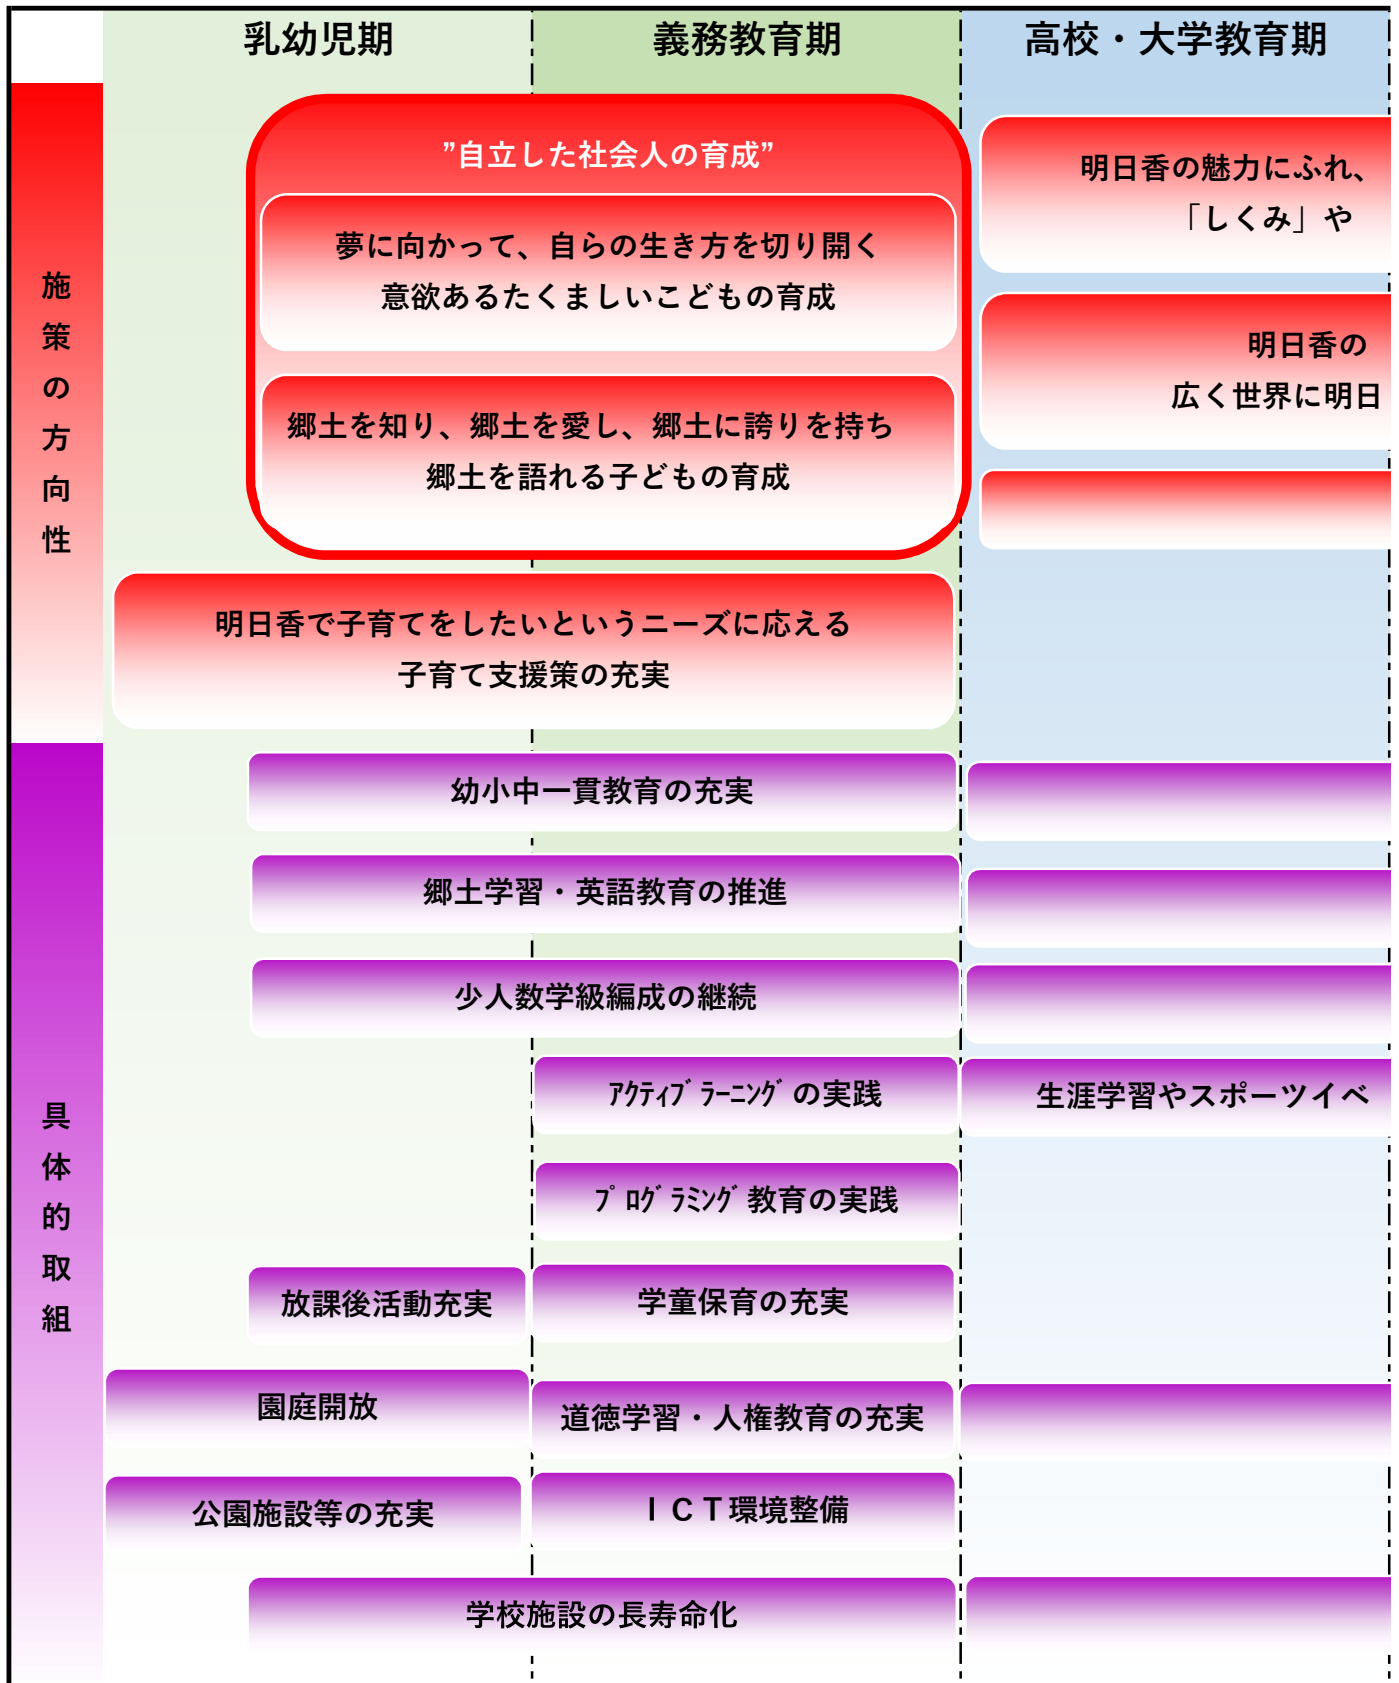 乳幼児期
義務教育期
高校・大学教育期
施策の方向性
”自立した社会人の育成”
夢に向かって、自らの生き方を切り開く
意欲あるたくましいこどもの育成
郷土を知り、郷土を愛し、郷土に誇りを持ち
郷土を語れる子どもの育成
明日香で子育てをしたいというニーズに応える
子育て支援策の充実
明日香の魅力にふれ、
「しくみ」や
明日香の
広く世界に明日
具体的取組
幼小中一貫教育の充実
郷土学習・英語教育の推進
少人数学級編成の継続
ｱｸﾃｨﾌﾞﾗｰﾆﾝｸﾞの実践
生涯学習やスポーツイベ
ﾌﾟﾛｸﾞﾗﾐﾝｸﾞ教育の実践
放課後活動充実
学童保育の充実
園庭開放
道徳学習・人権教育の充実
公園施設等の充実
ＩＣＴ環境整備
学校施設の長寿命化